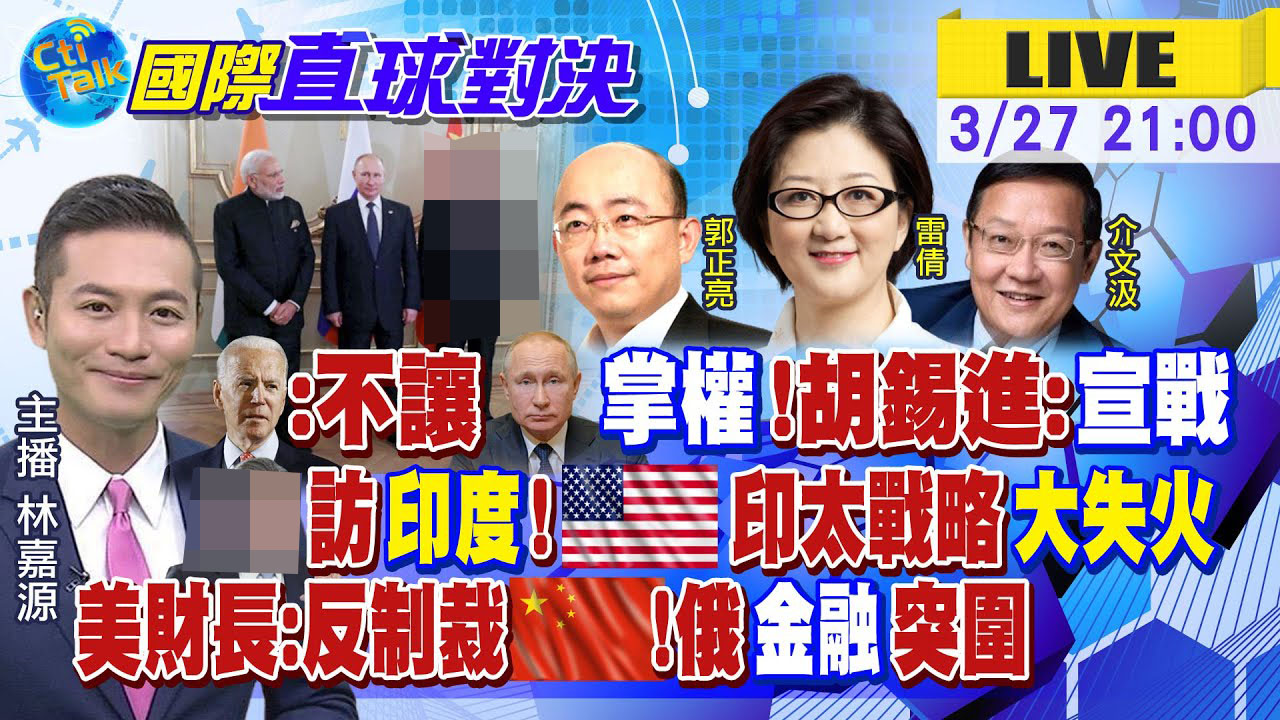 Cti Talk
國際直球對決
LIVE
3/27 21:00
郭正亮
雷倩
介文汲
主播 林嘉源
:不讓 掌權!胡錫進:宣戰
訪印度! 印太戰略大失火
美財長:反制裁 !俄金融突圍